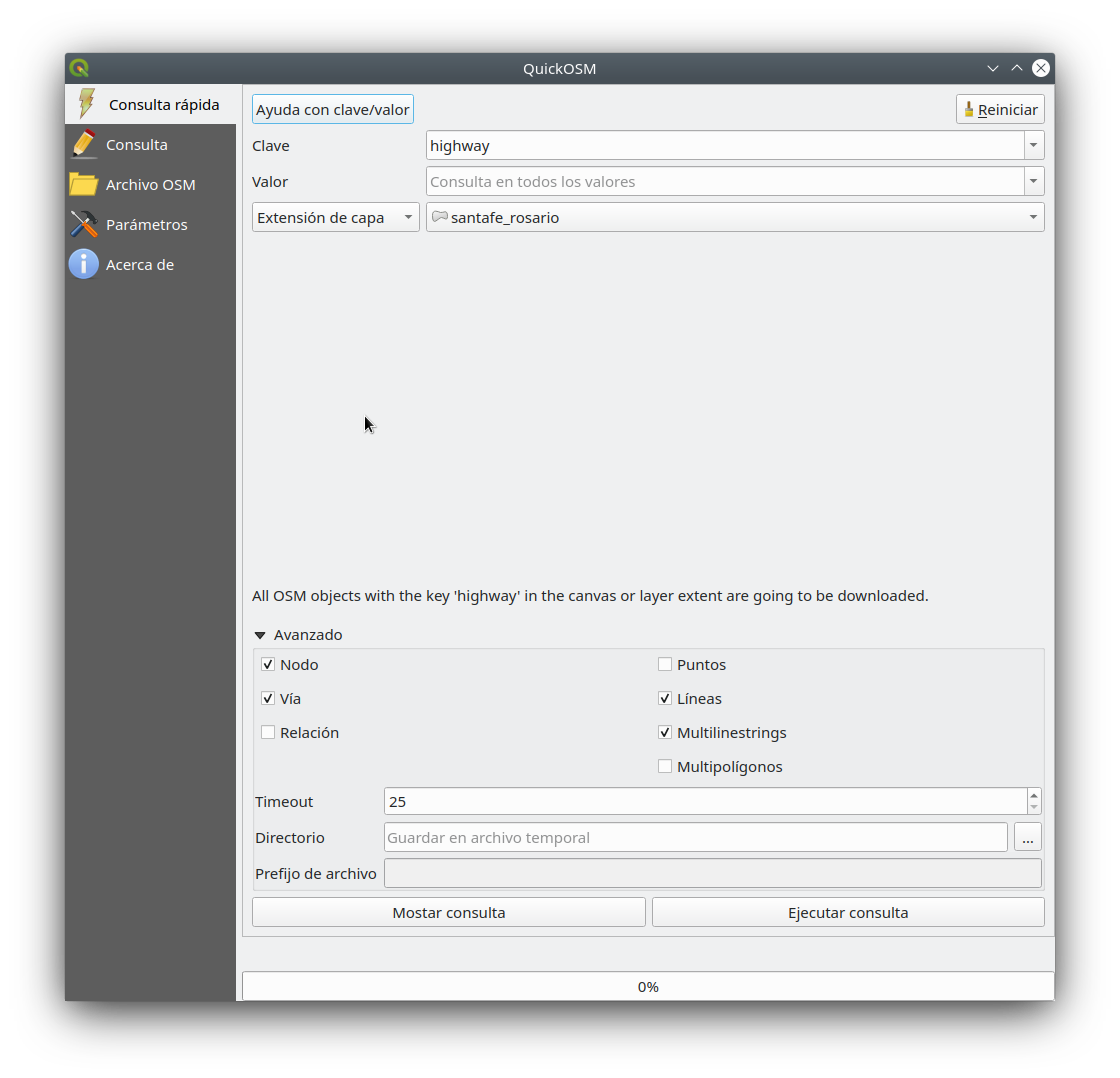 QuickOSM
Consulta rápida
Consulta
Archivo OSM
Parámetros
Acerca de
Ayuda con clave/valor
Reiniciar
Clave
highway
Valor
Consulta en todos los valores
Extensión de capa
santafe_rosario
All OSM objects with the key 'highway' in the canvas or layer extent are going to be downloaded.
Avanzado
Nodo
Puntos
Vía
Líneas
Relación
Multilinestrings
Multipolígonos
Timeout
25
Directorio
Guardar en archivo temporal
...
Prefijo de archivo
Mostar consulta
Ejecutar consulta
0%